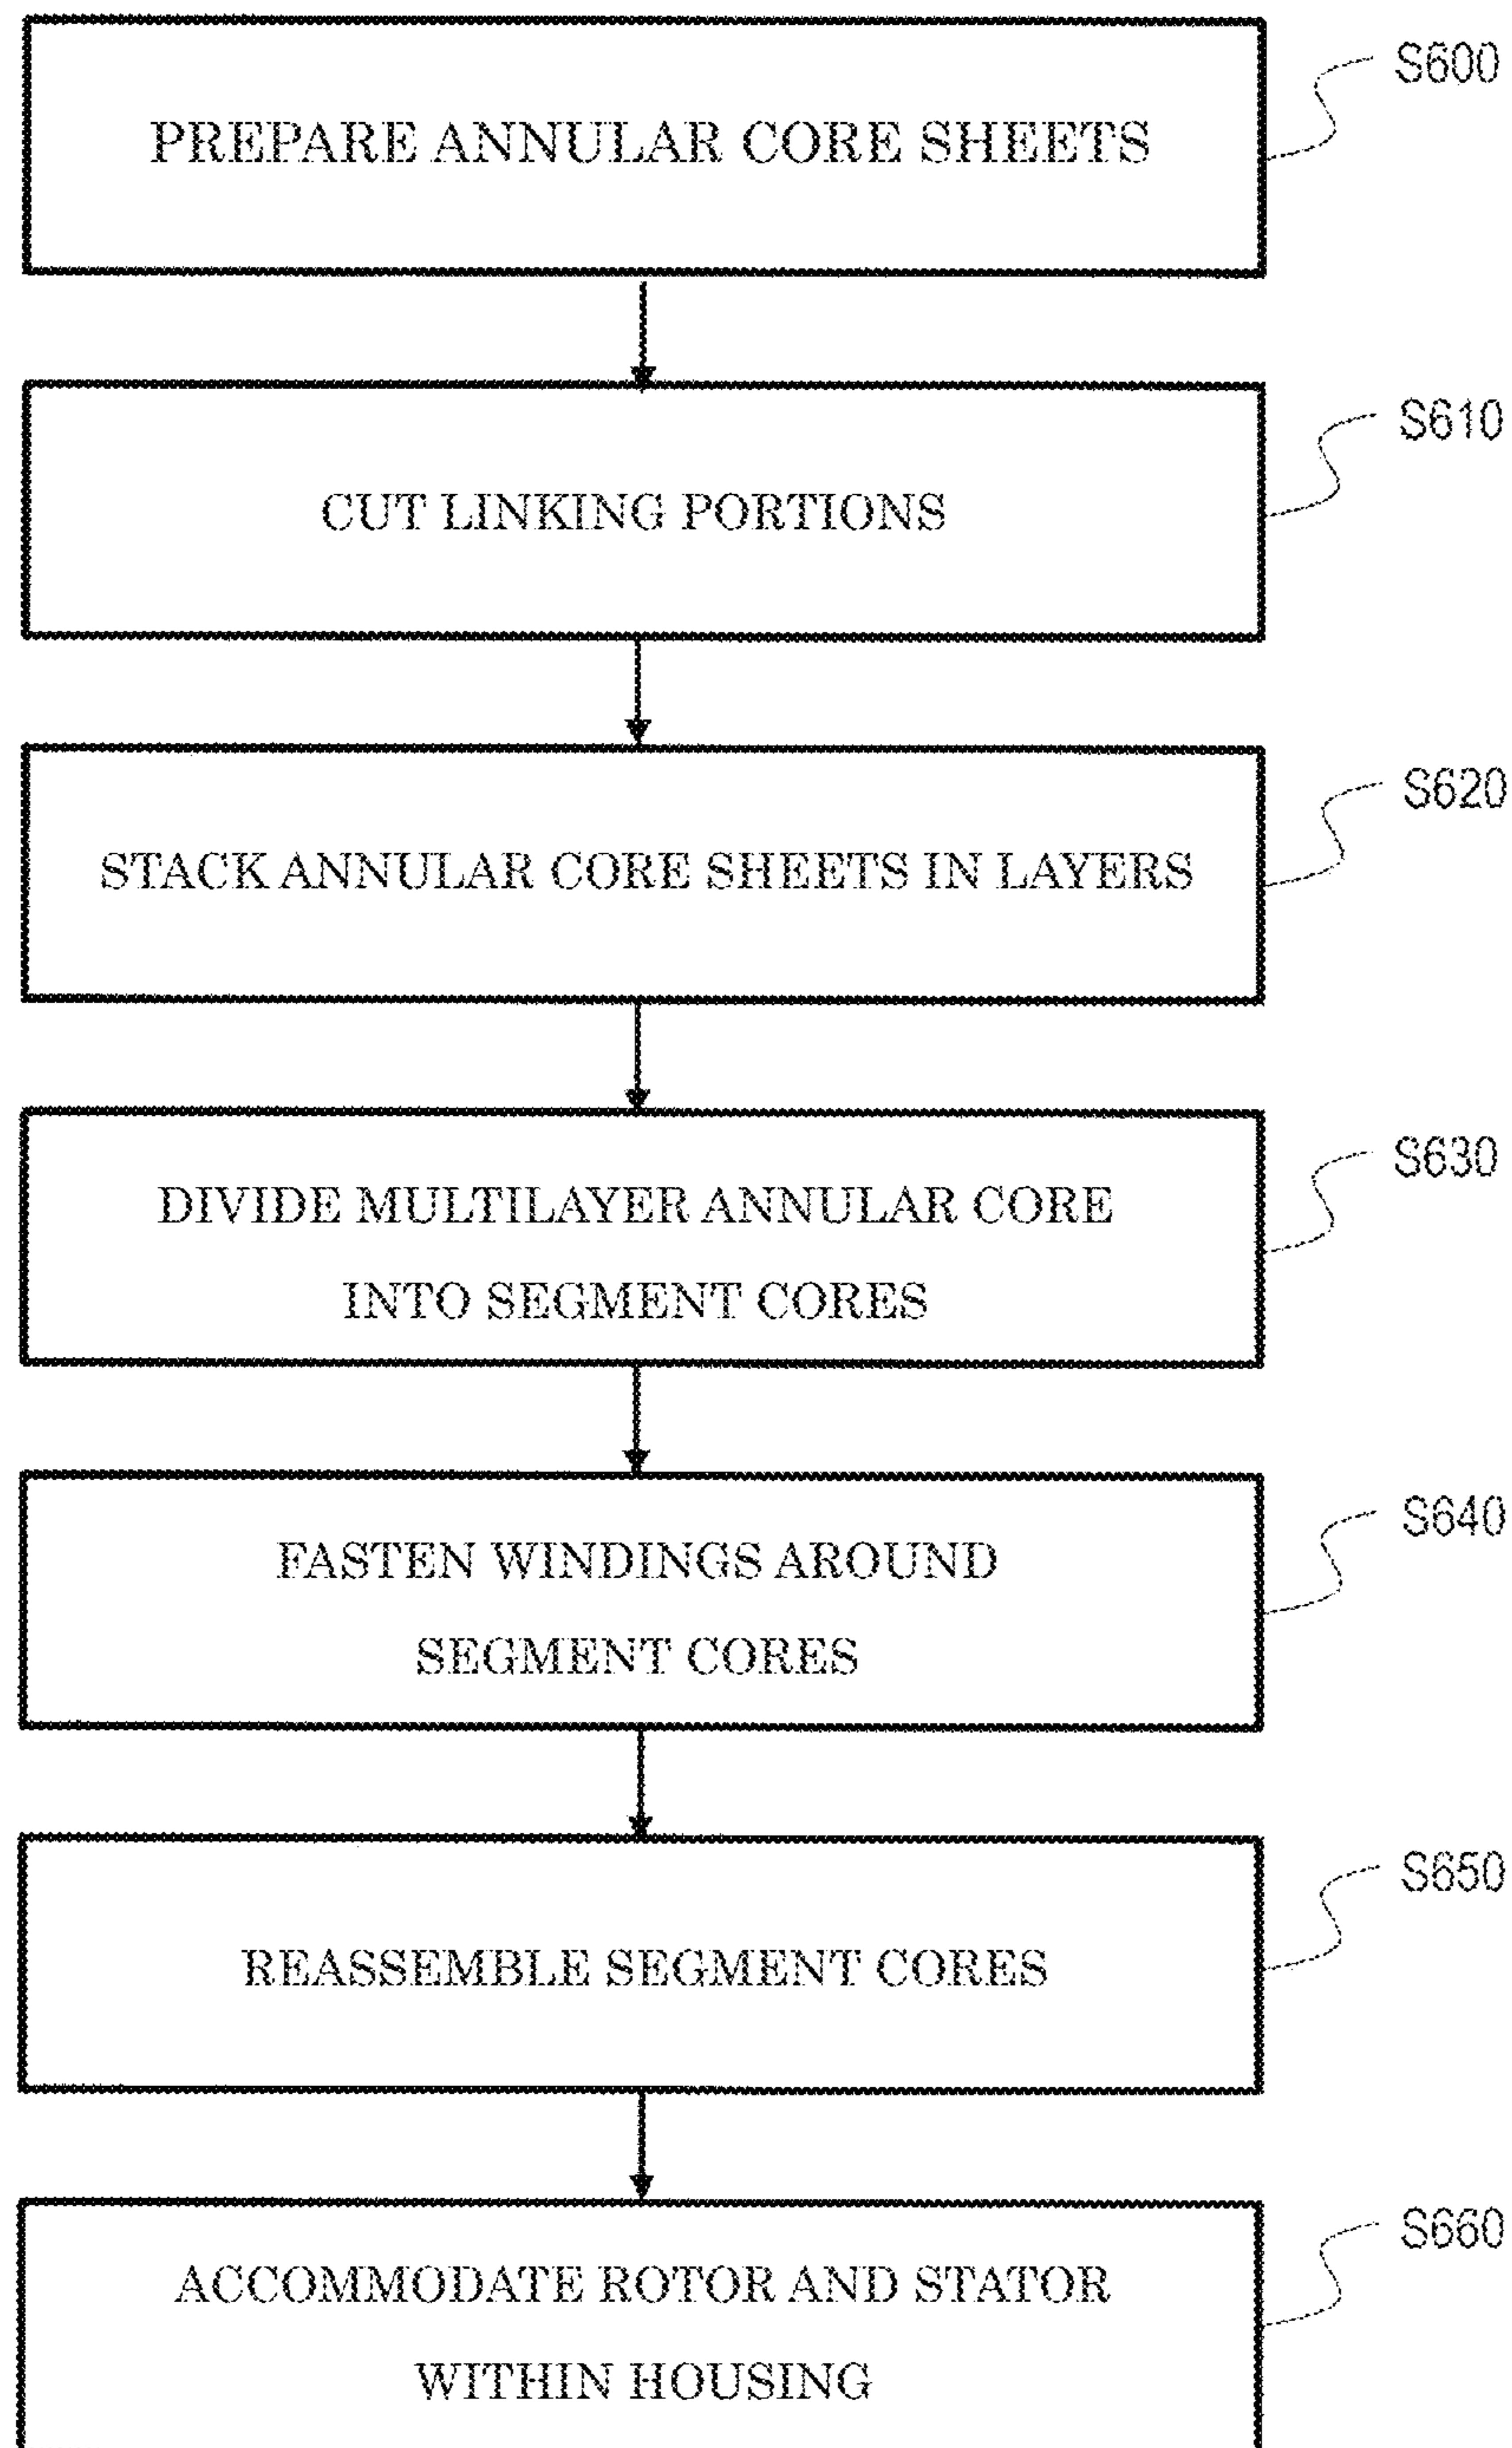 PREPARE ANNULAR CORE SHEETS
S600
CUT LINKING PORTIONS
S610
STACK ANNULAR CORE SHEETS IN LAYERS
S620
DIVIDE MULTILAYER ANNULAR CORE
INTO SEGMENT CORES
S630
FASTEN WINDINGS AROUND
SEGMENT CORES
S640
REASSEMBLE SEGMENT CORES
S650
ACCOMMODATE ROTOR AND STATOR
WITHIN HOUSING
S660